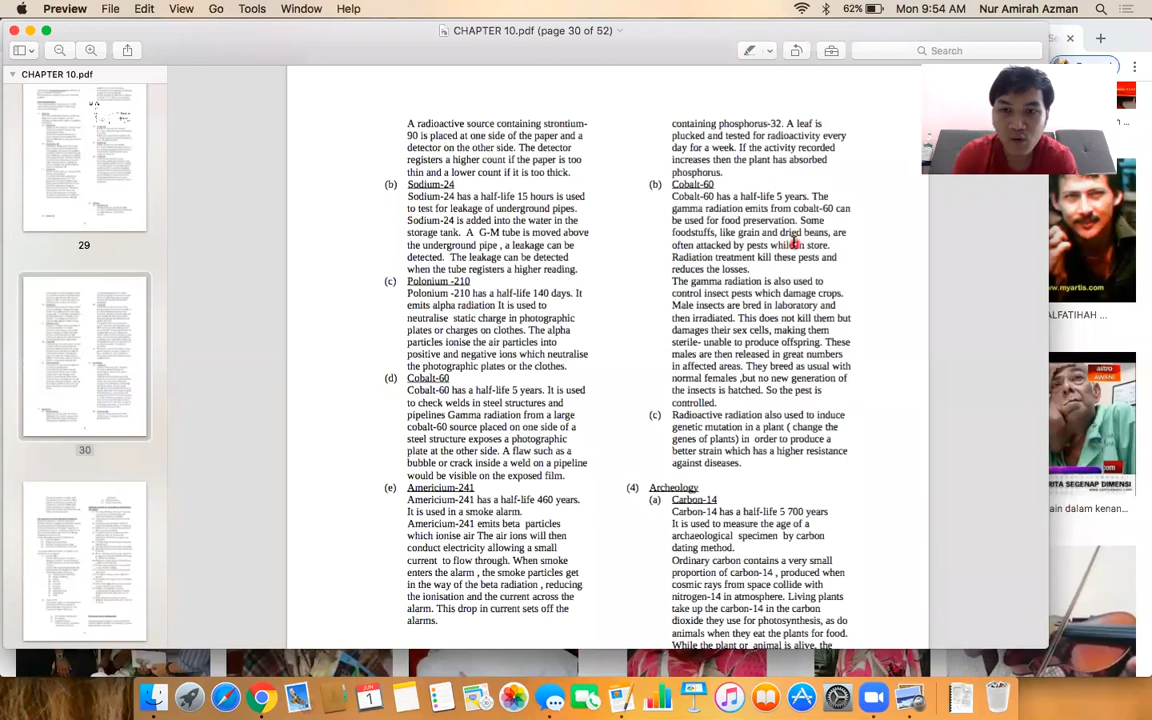 Preview File Edit View Go Tools Window Help
62% Mon 9:54 AM Nur Amirah Azman
CHAPTER 10.pdf (page 30 of 52)
Search
CHAPTER 10.pdf
29
30
A radioactive source containing strontium-
90 is placed at one side of the paper and a
detector on the other side. The detector
registers a higher count if the paper is too
thin and a lower count if it is too thick.
(b) Sodium-24
Sodium-24 has a half-life 15 hours is used
to test for leakage of underground pipes.
Sodium-24 is added into the water in the
storage tank. A G-M tube is moved above
the underground pipe , a leakage can be
detected. The leakage can be detected
when the tube registers a higher reading.
(c) Polonium -210
Polonium -210 has a half-life 140 days. It
emits alpha radiation It is used to
neutralise static charge in photographic
plates or charges on clothes. The alpha
particles ionise the air particles into
positive and negative ions which neutralise
the photographic plates or the clothes.
(d) Cobalt-60
Cobalt-60 has a half-life 5 years. It is used
to check welds in steel structures and
pipelines Gamma radiation from a large
cobalt-60 source placed on one side of a
steel structure exposes a photographic
plate at the other side. A flaw such as a
bubble or crack inside a weld on a pipeline
would be visible on the exposed film.
(e) Americium-241
Americium-241 has a half-life 460 years.
It is used in a smoke alarm.
Americium-241 emits beta particles
which ionise air The air ions will then
conduct electricity allowing a small
current to flow through. When smoke
enters the alarm , the smoke particles get
in the way of the beta radiation , reducing
the ionisation and the current across the
alarm. This drop in current sets off the
alarms.
containing phosphorus-32. A leaf is
plucked and tested for radioactivity every
day for a week. If the activity recorded
increases then the plant has absorbed
phosphorus.
(b) Cobalt-60
Cobalt-60 has a half-life 5 years. The
gamma radiation emits from cobalt-60 can
be used for food preservation. Some
foodstuffs, like grain and dried beans, are
often attacked by pests while in store.
Radiation treatment kill these pests and
reduces the losses.
The gamma radiation is also used to
control insect pests which damage crops.
Male insects are bred in laboratory and
then irradiated. This does not kill them but
damages their sex cells, making them
sterile- unable to produce offspring. These
males are then released in great numbers
in affected areas. They breed as usual with
normal females ,but no new generation of
the insects is hatched. So the pest is
controlled.
(c) Radioactive radiation also used to induce
genetic mutation in a plant ( change the
genes of plants) in order to produce a
better strain which has a higher resistance
against diseases.
(4) Archeology
(a) Carbon-14
Carbon-14 has a half-life 5 700 years
It is used to measure the age of a
archaeological specimen by carbon
dating method.
Ordinary carbon contains a very small
proportion of carbon-14 , produced when
cosmic rays from space collide with
nitrogen-14 in atmosphere. Living plants
take up the carbon-14 in the carbon
dioxide they use for photosynthesis, as do
animals when they eat the plants for food.
While the plant or animal is alive, the
www.myartis.com
ALFATIHAH ...
astro
AWANI
RITA SEGENAP DIMENSI
ain dalam kenan...
JUN
1